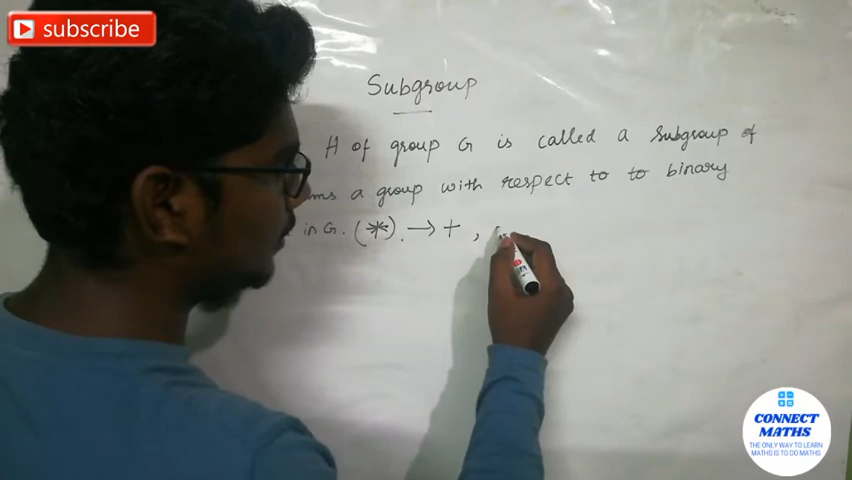 subscribe
Subgroup
H of group G is called a subgroup of
a group with respect to to binary
in G. (*). → + ,
CONNECT
MATHS
THE ONLY WAY TO LEARN
MATHS IS TO DO MATHS